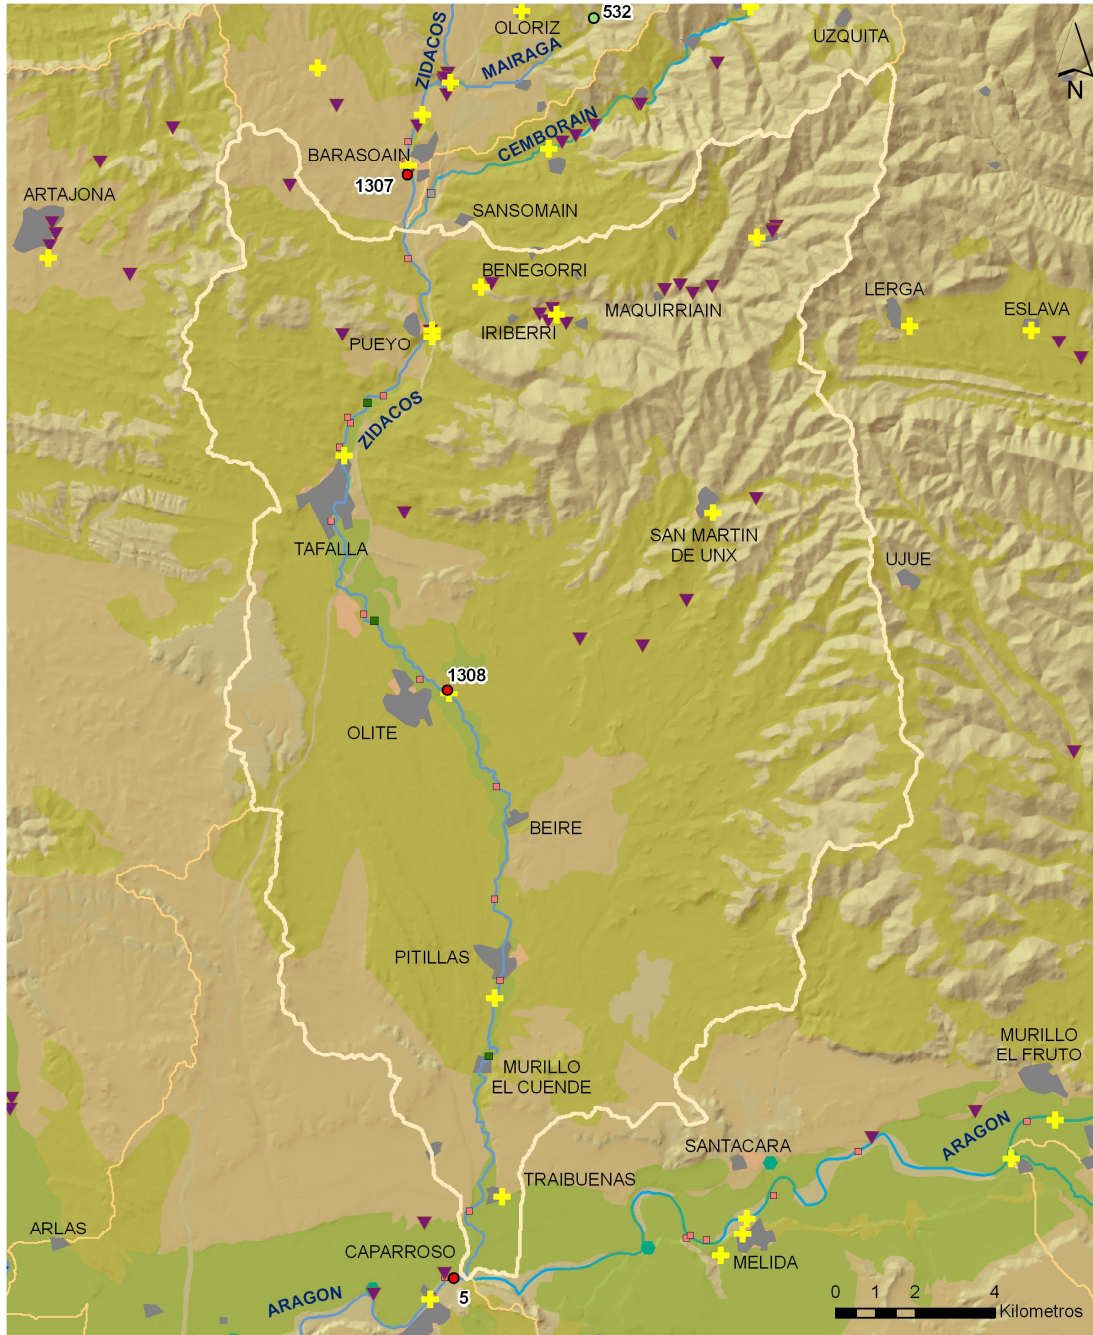 532
OLORIZ
UZQUITA
ZIDACOS
MAIRAGA
N
CEMBORAIN
BARASOAIN
1307
ARTAJONA
SANSOMAIN
BENEGORRI
LERGA
ESLAVA
MAQUIRRIAIN
IRIBERRI
PUEYO
ZIDACOS
TAFALLA
SAN MARTIN
DE UNX
UJUE
1308
OLITE
BEIRE
PITILLAS
MURILLO
EL FRUTO
MURILLO
EL CUENDE
ARAGON
SANTACARA
TRAIBUENAS
ARLAS
CAPARROSO
MELIDA
5
ARAGON
0 1 2 4
Kilometros